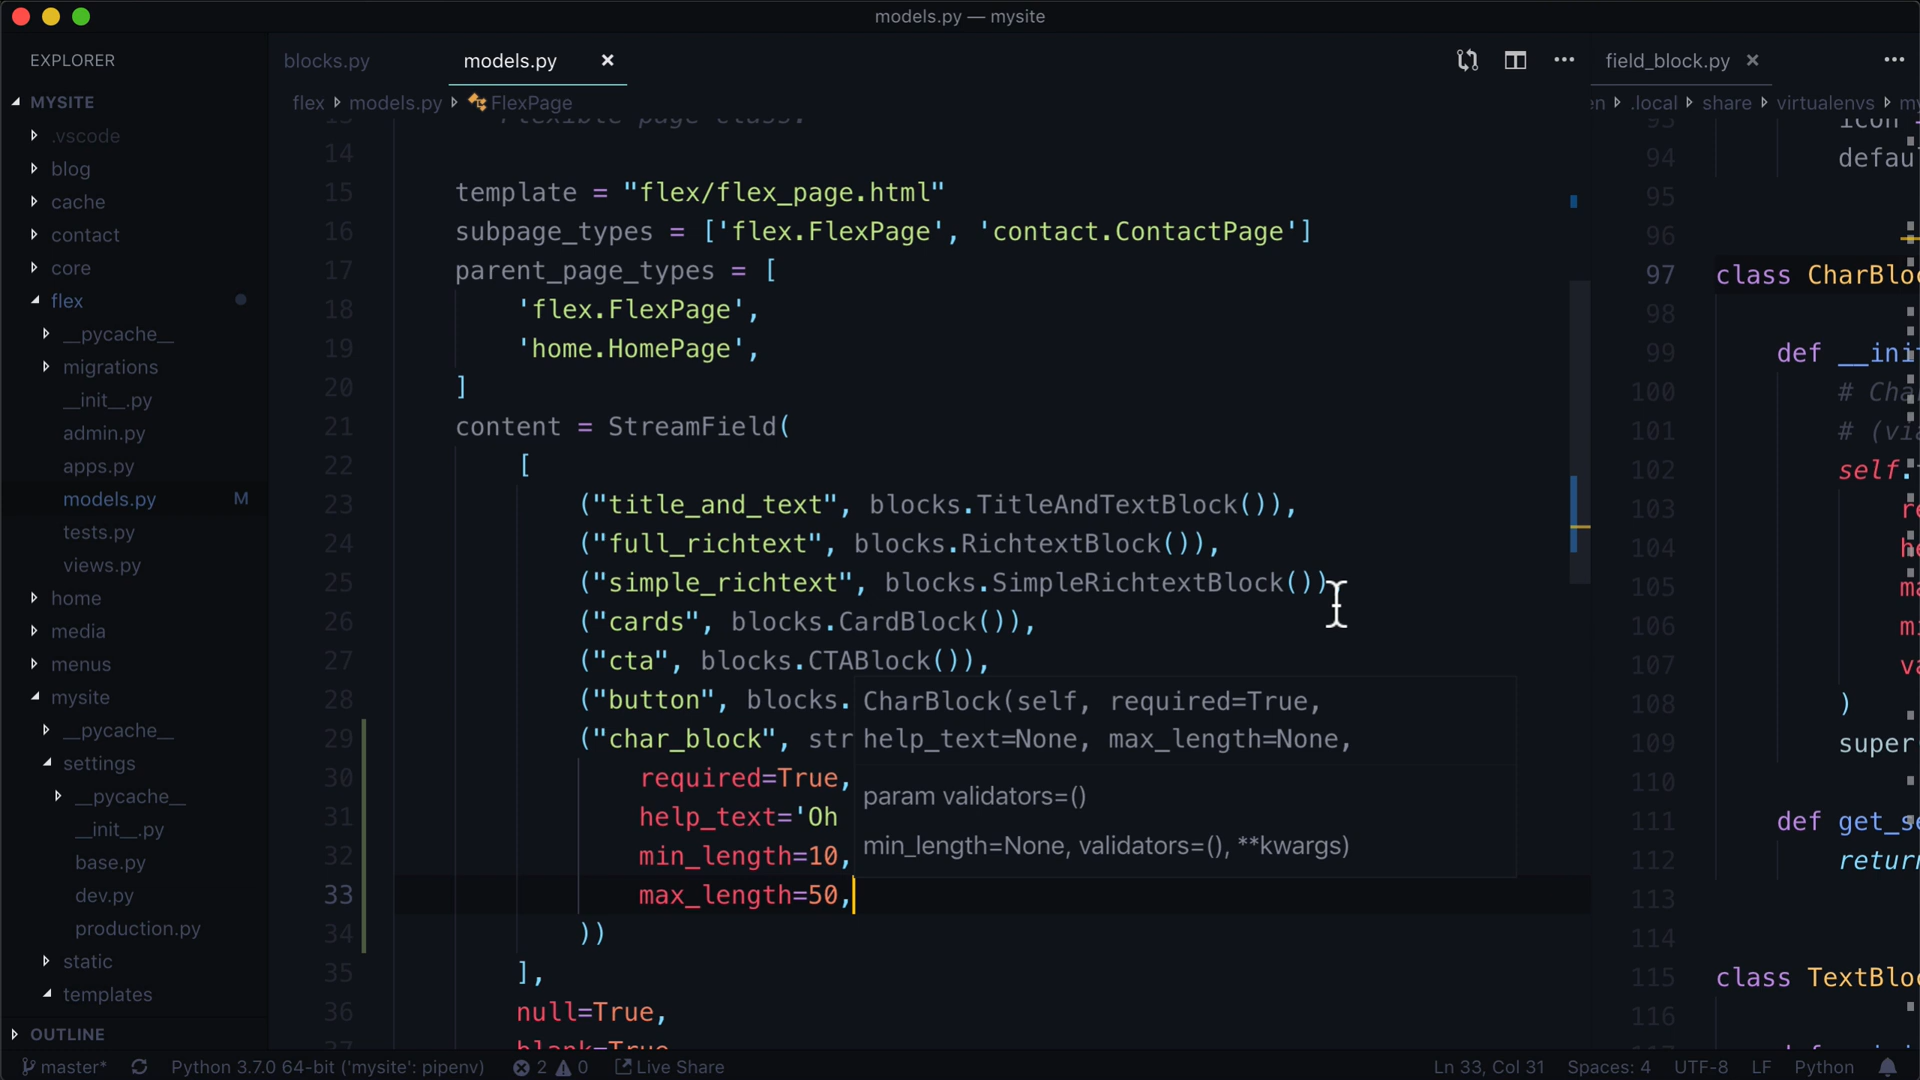 models.py — mysite
EXPLORER
MYSITE
.vscode
blog
cache
contact
core
flex
__pycache__
migrations
__init__.py
admin.py
apps.py
models.py M
tests.py
views.py
home
media
menus
mysite
__pycache__
settings
__pycache__
__init__.py
base.py
dev.py
production.py
static
templates
OUTLINE
blocks.py
models.py ×
flex models.py FlexPage
14
15 template = "flex/flex_page.html"
16 subpage_types = ['flex.FlexPage', 'contact.ContactPage']
17 parent_page_types = [
18 'flex.FlexPage',
19 'home.HomePage',
20 ]
21 content = StreamField(
22 [
23 ("title_and_text", blocks.TitleAndTextBlock()),
24 ("full_richtext", blocks.RichtextBlock()),
25 ("simple_richtext", blocks.SimpleRichtextBlock())
26 ("cards", blocks.CardBlock()),
27 ("cta", blocks.CTABlock()),
28 ("button", blocks.
29 ("char_block", str
30 required=True,
31 help_text='Oh
32 min_length=10,
33 max_length=50,
34 ))
35 ],
36 null=True,
CharBlock(self, required=True,
help_text=None, max_length=None,
param validators=()
min_length=None, validators=(), **kwargs)
field_block.py ×
.local share virtualenvs
94 defau
95
96
97 class CharBloc
98
99 def __ini
100 # Cha
101 # (via
102 self.
103
104
105
106
107
108 )
109 super
110
111 def get_se
112 return
113
114
115 class TextBloc
116
master*
Python 3.7.0 64-bit ('mysite': pipenv)
2 0
Live Share
Ln 33, Col 31
Spaces: 4
UTF-8
LF
Python